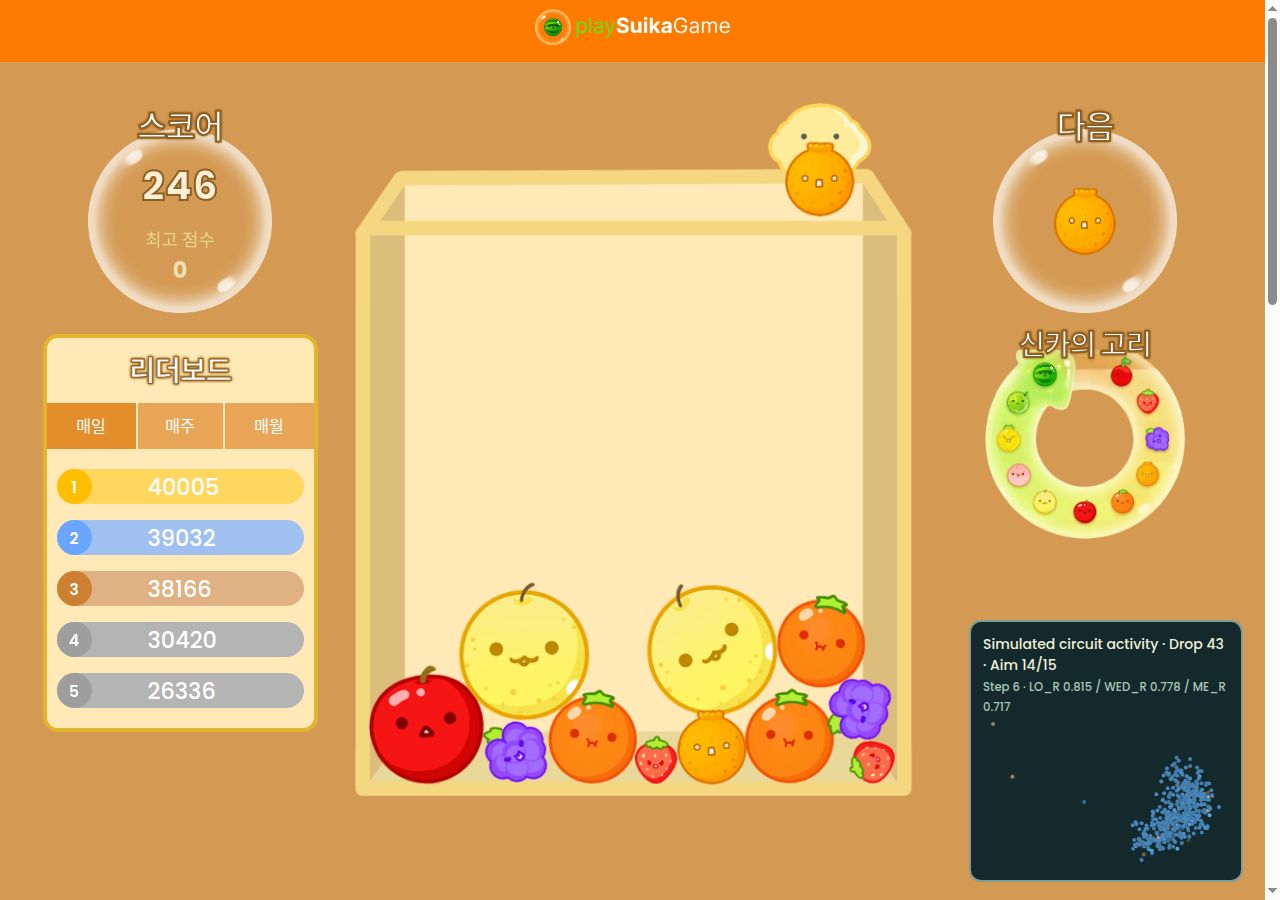 playSuikaGame
스코어
246
최고 점수
0
다음
리더보드
매일 매주 매월
1 40005
2 39032
3 38166
4 30420
5 26336
신카의 고리
Simulated circuit activity · Drop 43
· Aim 14/15
Step 6 · LO_R 0.815 / WED_R 0.778 / ME_R
0.717